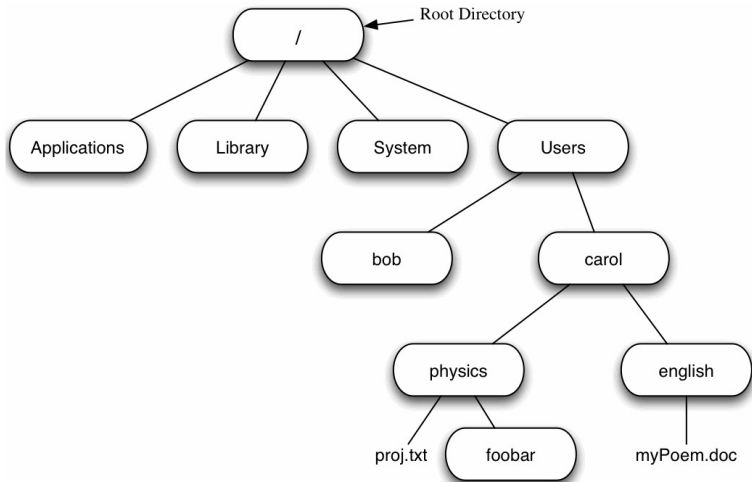 Root Directory
/
Applications
Library
System
Users
bob
carol
physics
english
proj.txt
foobar
myPoem.doc